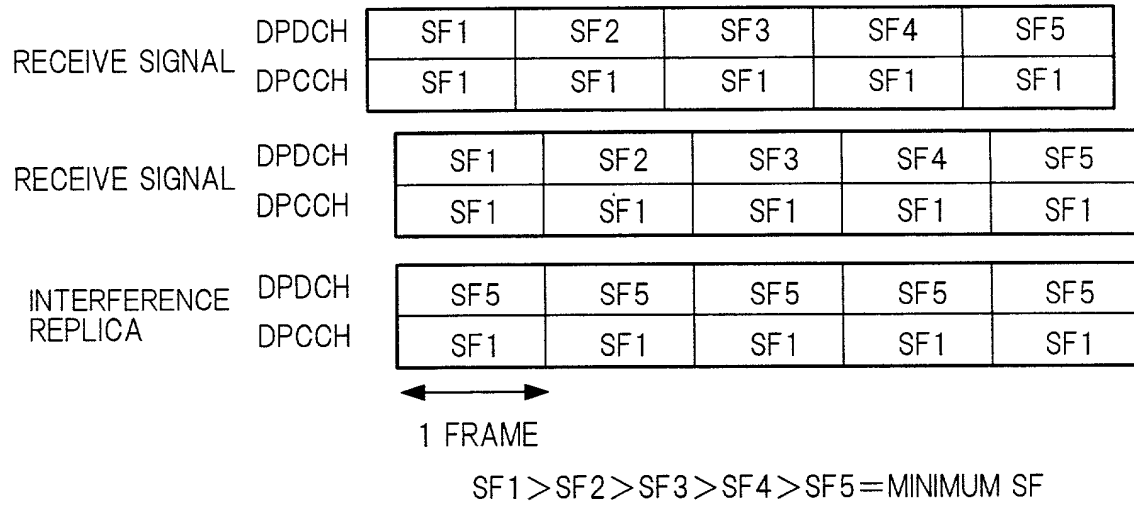 DPDCH SF1 SF2 SF3 SF4 SF5
RECEIVE SIGNAL
DPCCH SF1 SF1 SF1 SF1 SF1
DPDCH SF1 SF2 SF3 SF4 SF5
RECEIVE SIGNAL
DPCCH SF1 SF1 SF1 SF1 SF1
DPDCH SF5 SF5 SF5 SF5 SF5
INTERFERENCE
REPLICA
DPCCH SF1 SF1 SF1 SF1 SF1
1 FRAME
SF1>SF2>SF3>SF4>SF5=MINIMUM SF